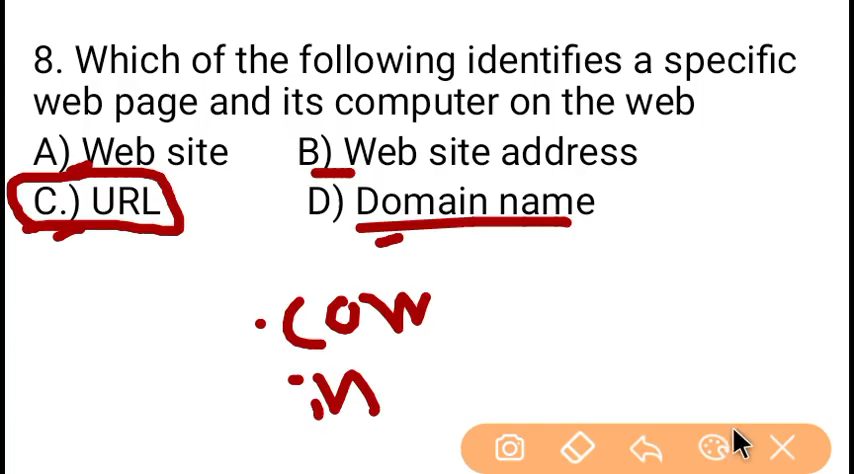 8. Which of the following identifies a specific
web page and its computer on the web
A) Web site B) Web site address
C.) URL D) Domain name
.com
.in